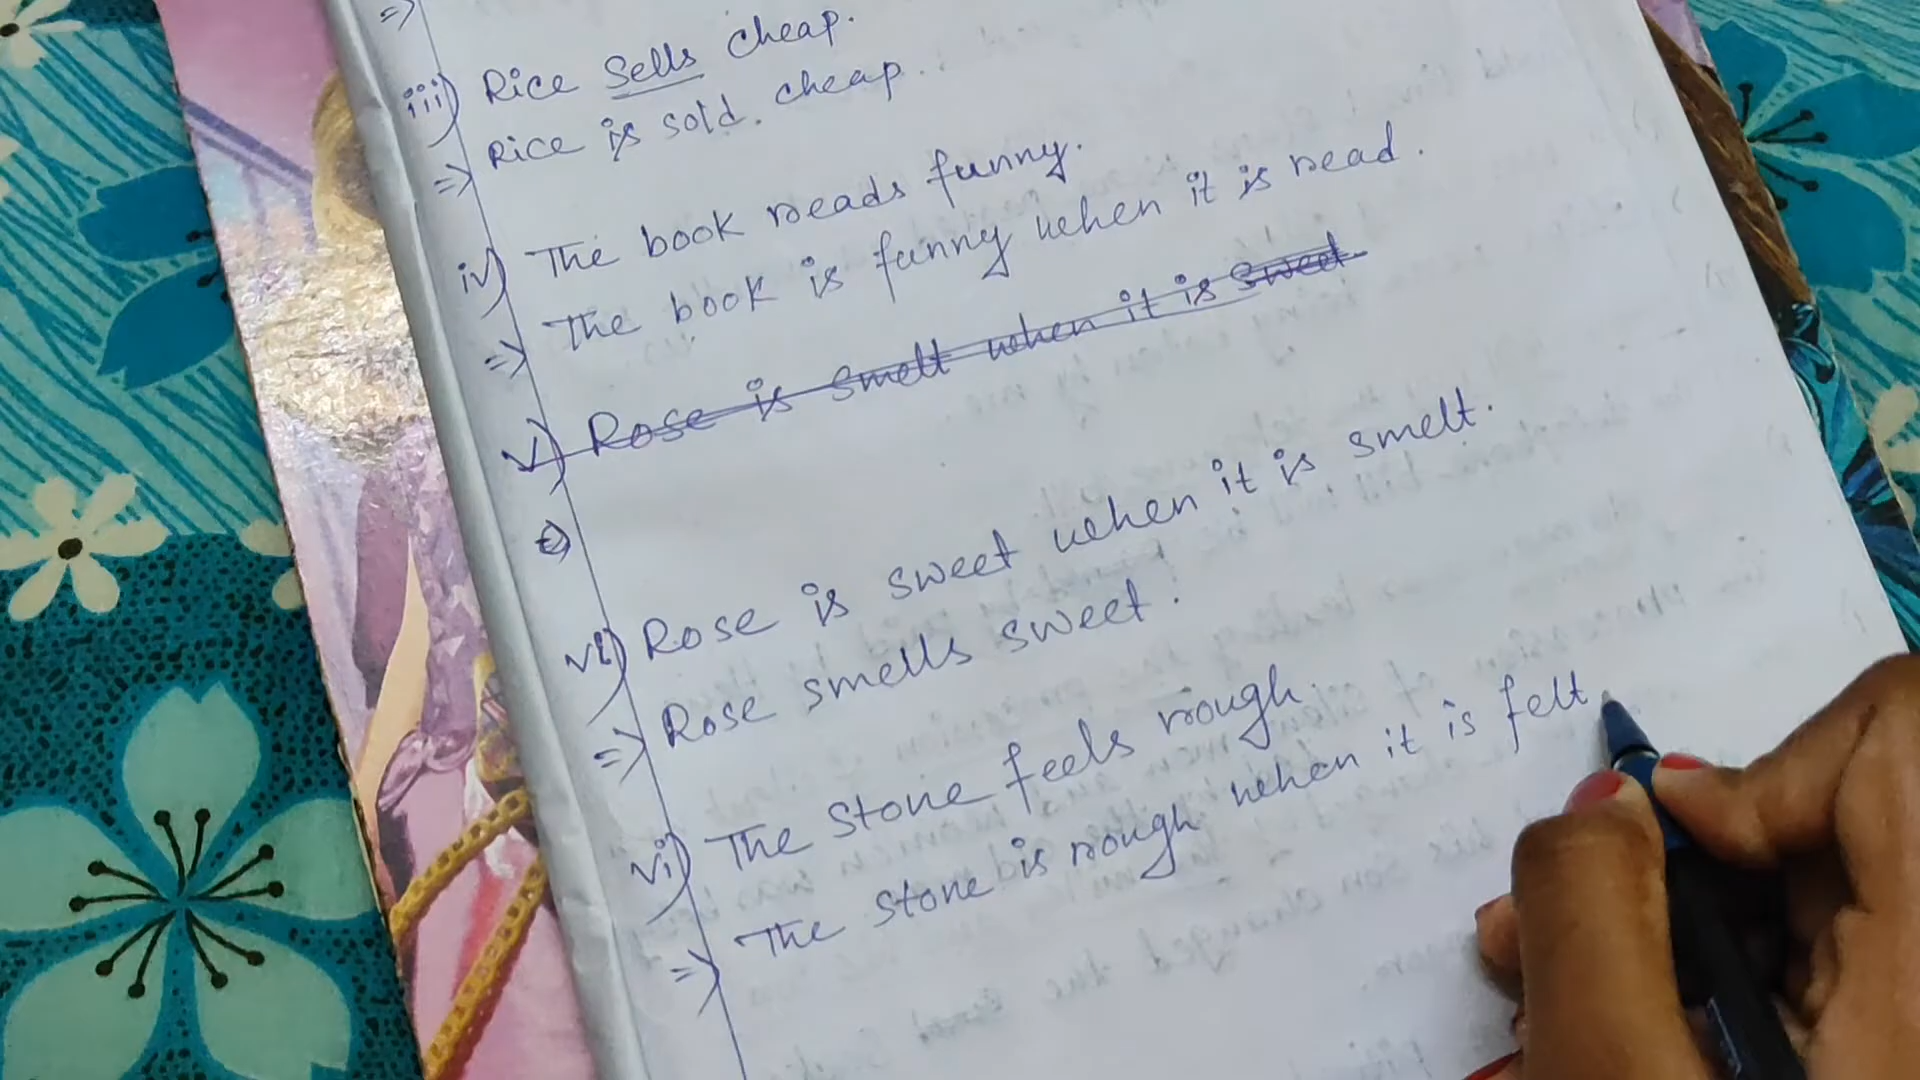 =>
iii) Rice sells cheap.
=> Rice is sold. cheap.
iv) The book reads funny.
=> The book is funny when it is read.
v) Rose is smelt when it is sweet.
=>
vi) Rose is sweet when it is smelt.
=> Rose smells sweet.
vi) The stone feels rough.
=> The stone is rough when it is felt.